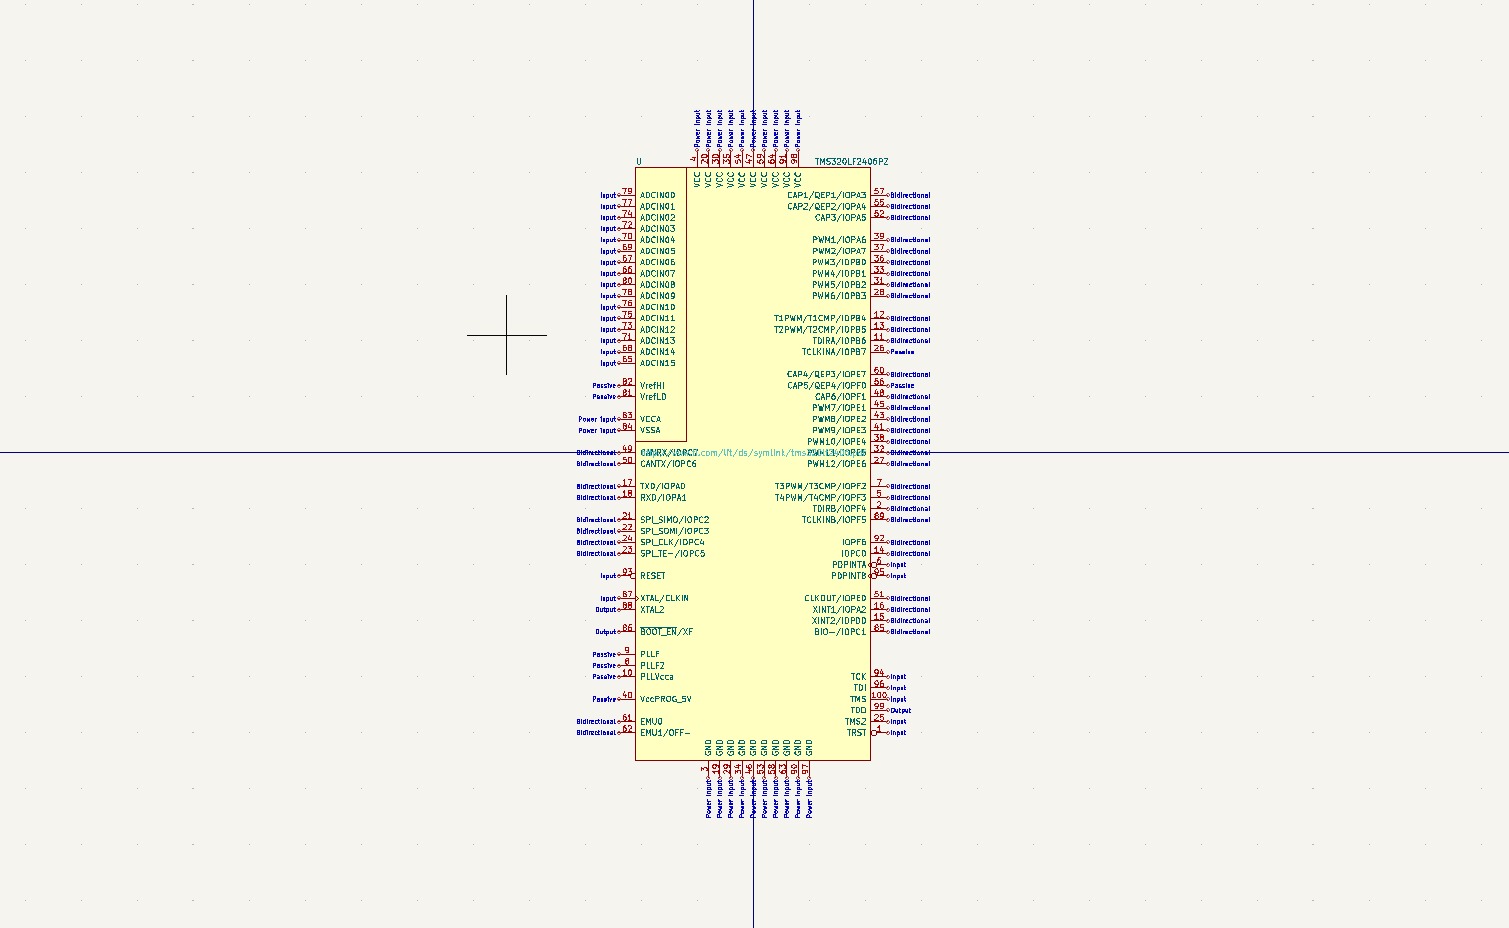 Power Input Power Input Power Input Power Input Power Input Power Input Power Input Power Input Power Input Power Input
4 20 30 35 54 47 59 64 91 98
U TMS320LF2406PZ
VCC VCC VCC VCC VCC VCC VCC VCC VCC VCC
Input 79 ADCIN00 CAP1/QEP1/IOPA3 57 Bidirectional
Input 77 ADCIN01 CAP2/QEP2/IOPA4 55 Bidirectional
Input 74 ADCIN02 CAP3/IOPA5 52 Bidirectional
Input 72 ADCIN03
Input 70 ADCIN04 PWM1/IOPA6 39 Bidirectional
Input 69 ADCIN05 PWM2/IOPA7 37 Bidirectional
Input 67 ADCIN06 PWM3/IOPB0 36 Bidirectional
Input 66 ADCIN07 PWM4/IOPB1 33 Bidirectional
Input 80 ADCIN08 PWM5/IOPB2 31 Bidirectional
Input 78 ADCIN09 PWM6/IOPB3 28 Bidirectional
Input 76 ADCIN10
Input 75 ADCIN11 T1PWM/T1CMP/IOPB4 12 Bidirectional
Input 73 ADCIN12 T2PWM/T2CMP/IOPB5 13 Bidirectional
Input 71 ADCIN13 TDIRA/IOPB6 11 Bidirectional
Input 68 ADCIN14 TCLKINA/IOPB7 26 Passive
Input 65 ADCIN15
CAP4/QEP3/IOPE7 60 Bidirectional
Passive 82 VrefHI CAP5/QEP4/IOPF0 56 Passive
Passive 81 VrefLO CAP6/IOPF1 48 Bidirectional
PWM7/IOPE1 45 Bidirectional
Power Input 83 VCCA PWM8/IOPE2 43 Bidirectional
Power Input 84 VSSA PWM9/IOPE3 41 Bidirectional
PWM10/IOPE4 38 Bidirectional
Bidirectional 49 CANRX/IOPC7 PWM11/IOPE5 32 Bidirectional
Bidirectional 50 CANTX/IOPC6 PWM12/IOPE6 27 Bidirectional
Bidirectional 17 TXD/IOPA0 T3PWM/T3CMP/IOPF2 7 Bidirectional
Bidirectional 18 RXD/IOPA1 T4PWM/T4CMP/IOPF3 5 Bidirectional
TDIRB/IOPF4 2 Bidirectional
Bidirectional 21 SPI_SIMO/IOPC2 TCLKINB/IOPF5 89 Bidirectional
Bidirectional 22 SPI_SOMI/IOPC3
Bidirectional 24 SPI_CLK/IOPC4 IOPF6 92 Bidirectional
Bidirectional 23 SPI_TE-/IOPC5 IOPC0 14 Bidirectional
PDPINTA 6 Input
Input 93 RESET PDPINTB 95 Input
Input 87 XTAL/CLKIN CLKOUT/IOPE0 51 Bidirectional
Output 88 XTAL2 XINT1/IOPA2 16 Bidirectional
XINT2/IOPD0 15 Bidirectional
Output 86 BOOT_EN/XF BIO-/IOPC1 85 Bidirectional
Passive 9 PLLF
Passive 8 PLLF2
Passive 10 PLLVcca TCK 94 Input
TDI 96 Input
Passive 40 VccPROG_5V TMS 100 Input
TDO 99 Output
Bidirectional 61 EMU0 TMS2 25 Input
Bidirectional 62 EMU1/OFF- TRST 1 Input
GND GND GND GND GND GND GND GND GND GND
3 19 29 34 46 53 58 63 90 97
Power Input Power Input Power Input Power Input Power Input Power Input Power Input Power Input Power Input Power Input